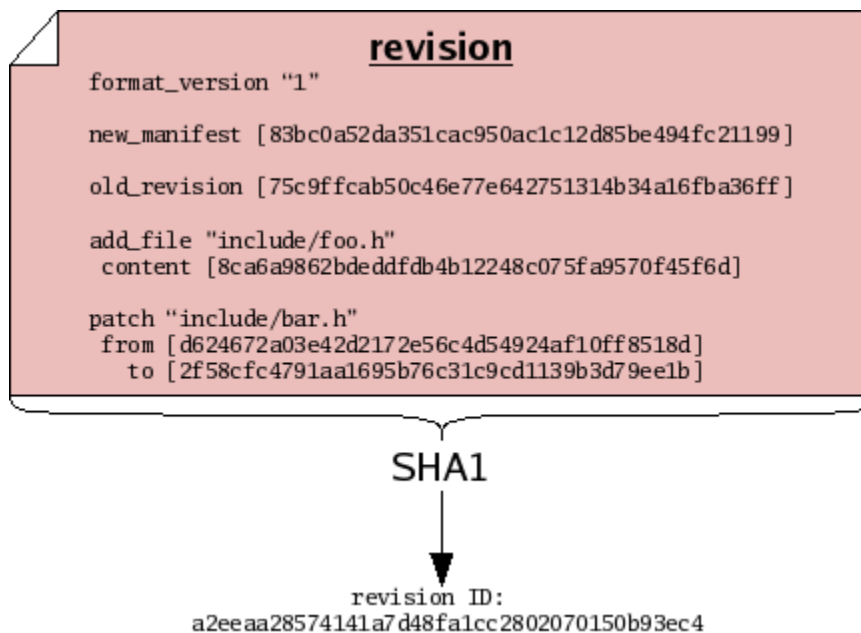 revision
format_version “1”
new_manifest [83bc0a52da351cac950ac1c12d85be494fc21199]
old_revision [75c9ffcab50c46e77e642751314b34a16fba36ff]
add_file "include/foo.h"
content [8ca6a9862bdeddfdb4b12248c075fa9570f45f6d]
patch “include/bar.h"
from [d624672a03e42d2172e56c4d54924af10ff8518d]
to [2f58cfc4791aa1695b76c31c9cd1139b3d79ee1b]
SHA1
revision ID:
a2eeaa28574141a7d48fa1cc2802070150b93ec4